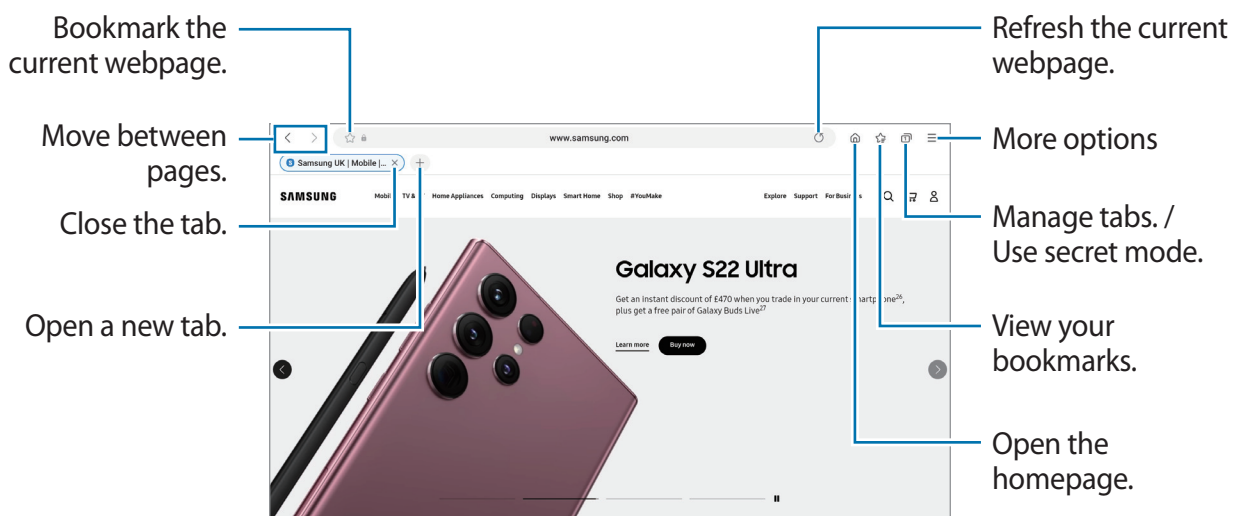 Bookmark the
current webpage.
Refresh the current
webpage.
Move between
pages.
More options
www.samsung.com
Samsung UK | Mobile |...
Close the tab.
Manage tabs. /
Use secret mode.
SAMSUNG
Home Appliances Computing Displays Smart Home Shop #YouMake
Explore Support
Galaxy S22 Ultra
Get an instant discount of £470 when you trade in your current
plus get a free pair of Galaxy Buds Live27
Learn more Buy now
Open a new tab.
View your
bookmarks.
Open the
homepage.